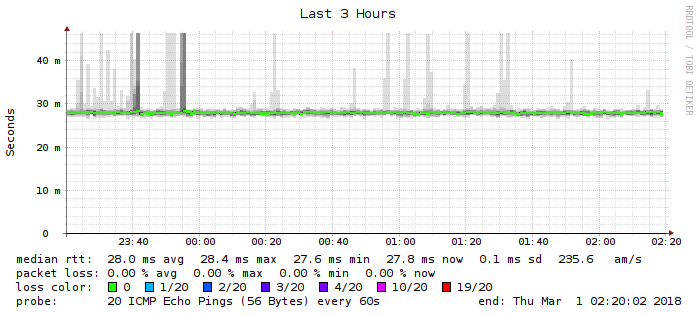 Last 3 Hours
RRDTOOL / TOBI OETIKER
Seconds
40 m
30 m
20 m
10 m
0
23:40 00:00 00:20 00:40 01:00 01:20 01:40 02:00 02:20
median rtt: 28.0 ms avg 28.4 ms max 27.6 ms min 27.8 ms now 0.1 ms sd 235.6 am/s
packet loss: 0.00 % avg 0.00 % max 0.00 % min 0.00 % now
loss color: 0 1/20 2/20 3/20 4/20 10/20 19/20
probe: 20 ICMP Echo Pings (56 Bytes) every 60s end: Thu Mar 1 02:20:02 2018